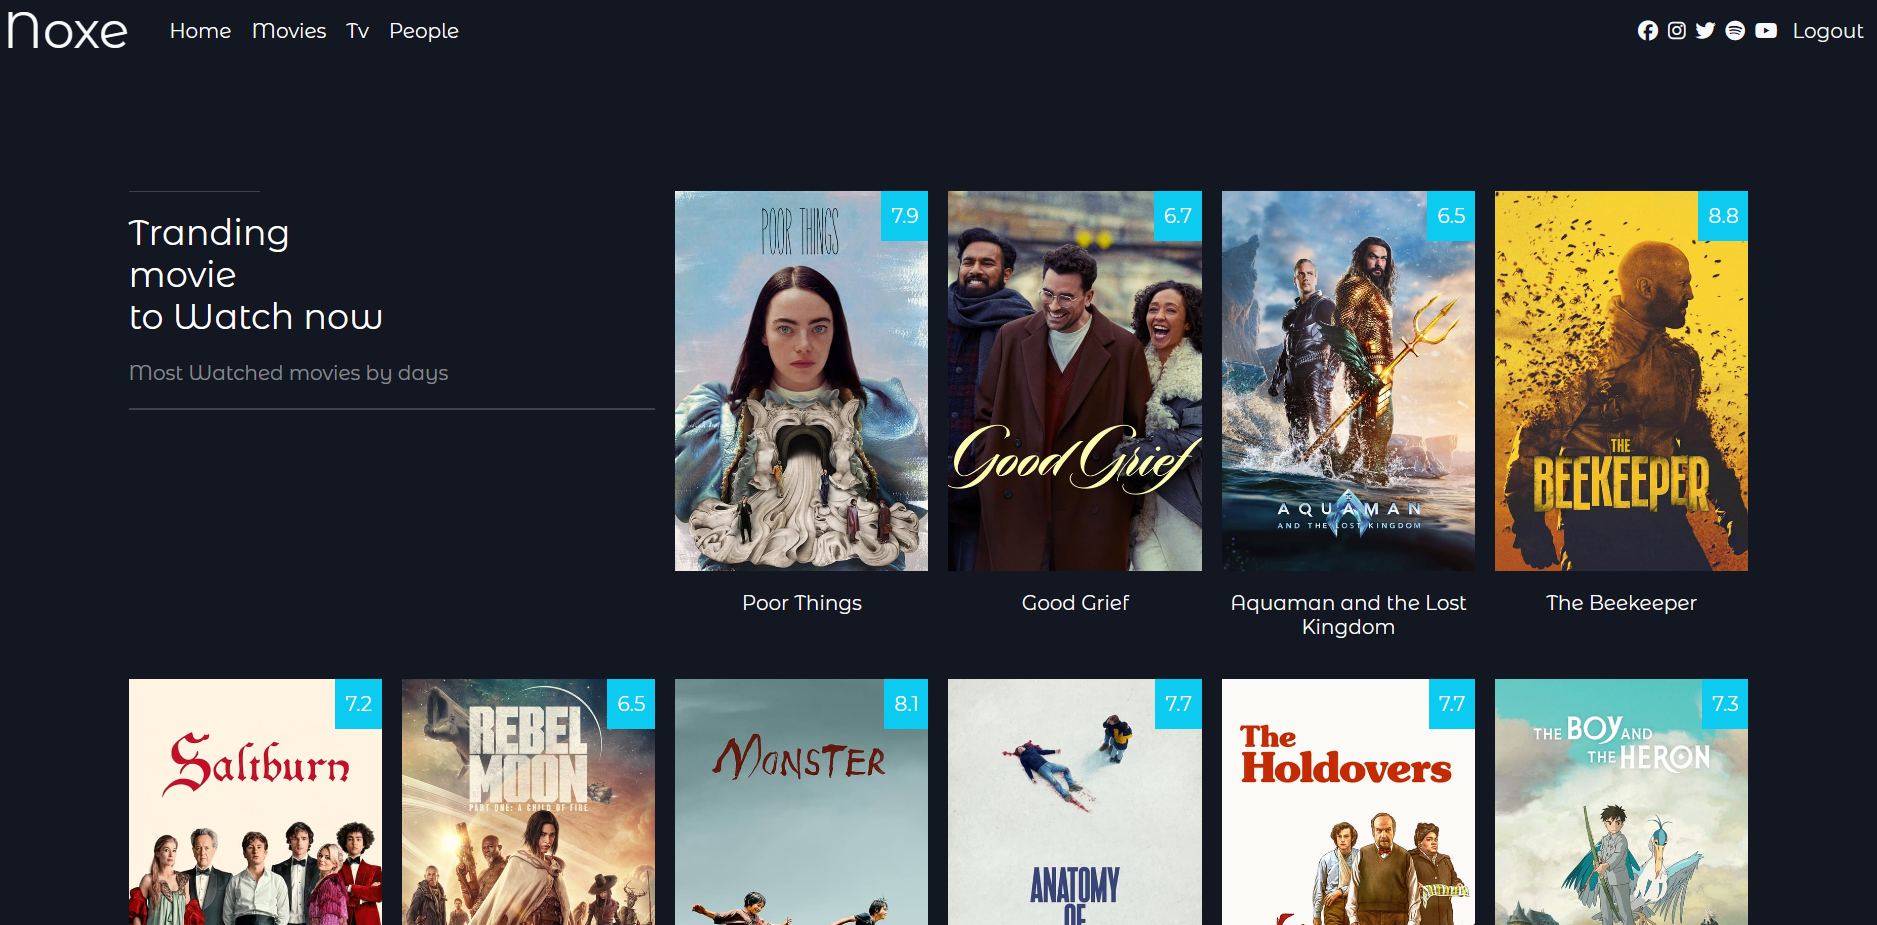 Noxe
Home Movies Tv People
Logout
Tranding
movie
to Watch now
Most Watched movies by days
POOR THINGS
7.9
6.7
Good Grief
6.5
AQUAMAN
AND THE LOST KINGDOM
8.8
THE
BEEKEEPER
Poor Things
Good Grief
Aquaman and the Lost
Kingdom
The Beekeeper
7.2
Saltburn
6.5
REBEL
MOON
PART ONE: A CHILD OF FIRE
8.1
MONSTER
7.7
ANATOMY
OF
7.7
The
Holdovers
7.3
THE BOY AND
THE HERON